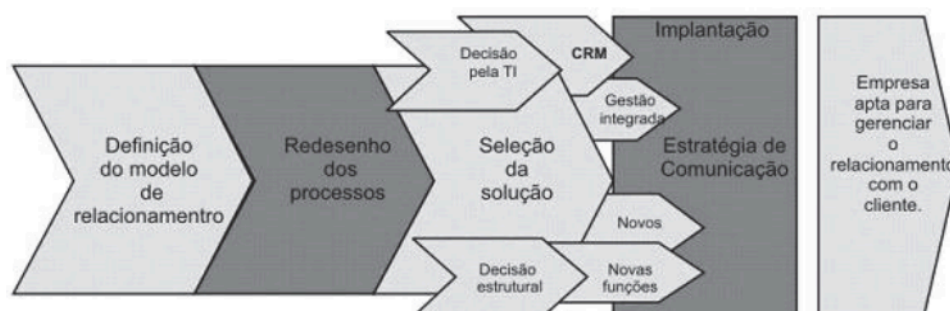 Definição
do modelo
de
relacionamentro
Redesenho
dos
processos
Seleção
da
solução
Decisão
pela TI
CRM
Gestão
integrada
Decisão
estrutural
Novas
funções
Novos
Implantação
Estratégia de
Comunicação
Empresa
apta para
gerenciar
o
relacionamento
com o
cliente.